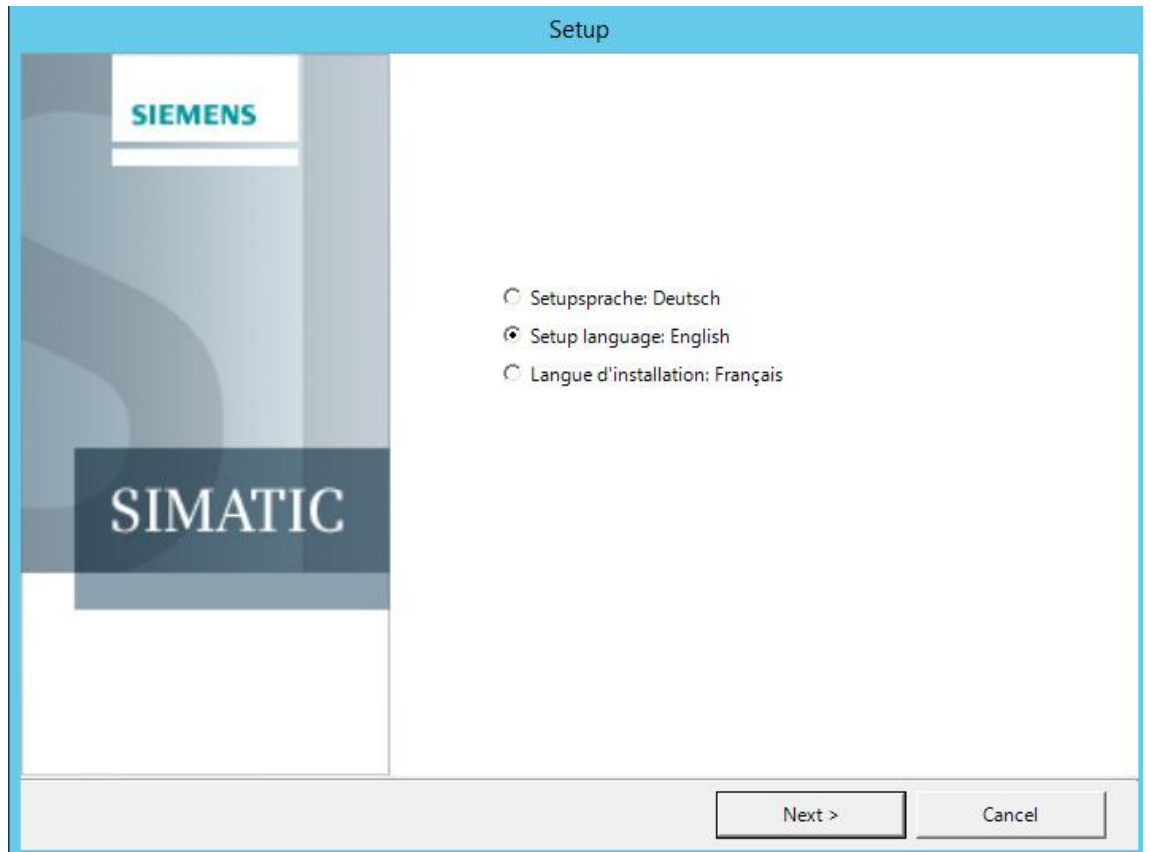 Setup
SIEMENS
Setupsprache: Deutsch
Setup language: English
Langue d'installation: Français
SIMATIC
Next >
Cancel